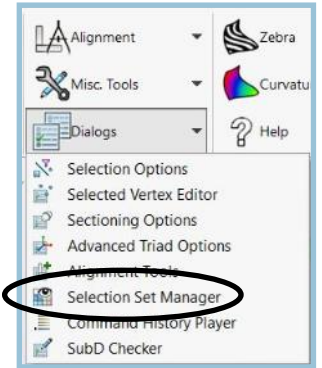 Alignment Zebra
Misc. Tools Curvatu
Dialogs Help
Selection Options
Selected Vertex Editor
Sectioning Options
Advanced Triad Options
Alignment Tools
Selection Set Manager
Command History Player
SubD Checker